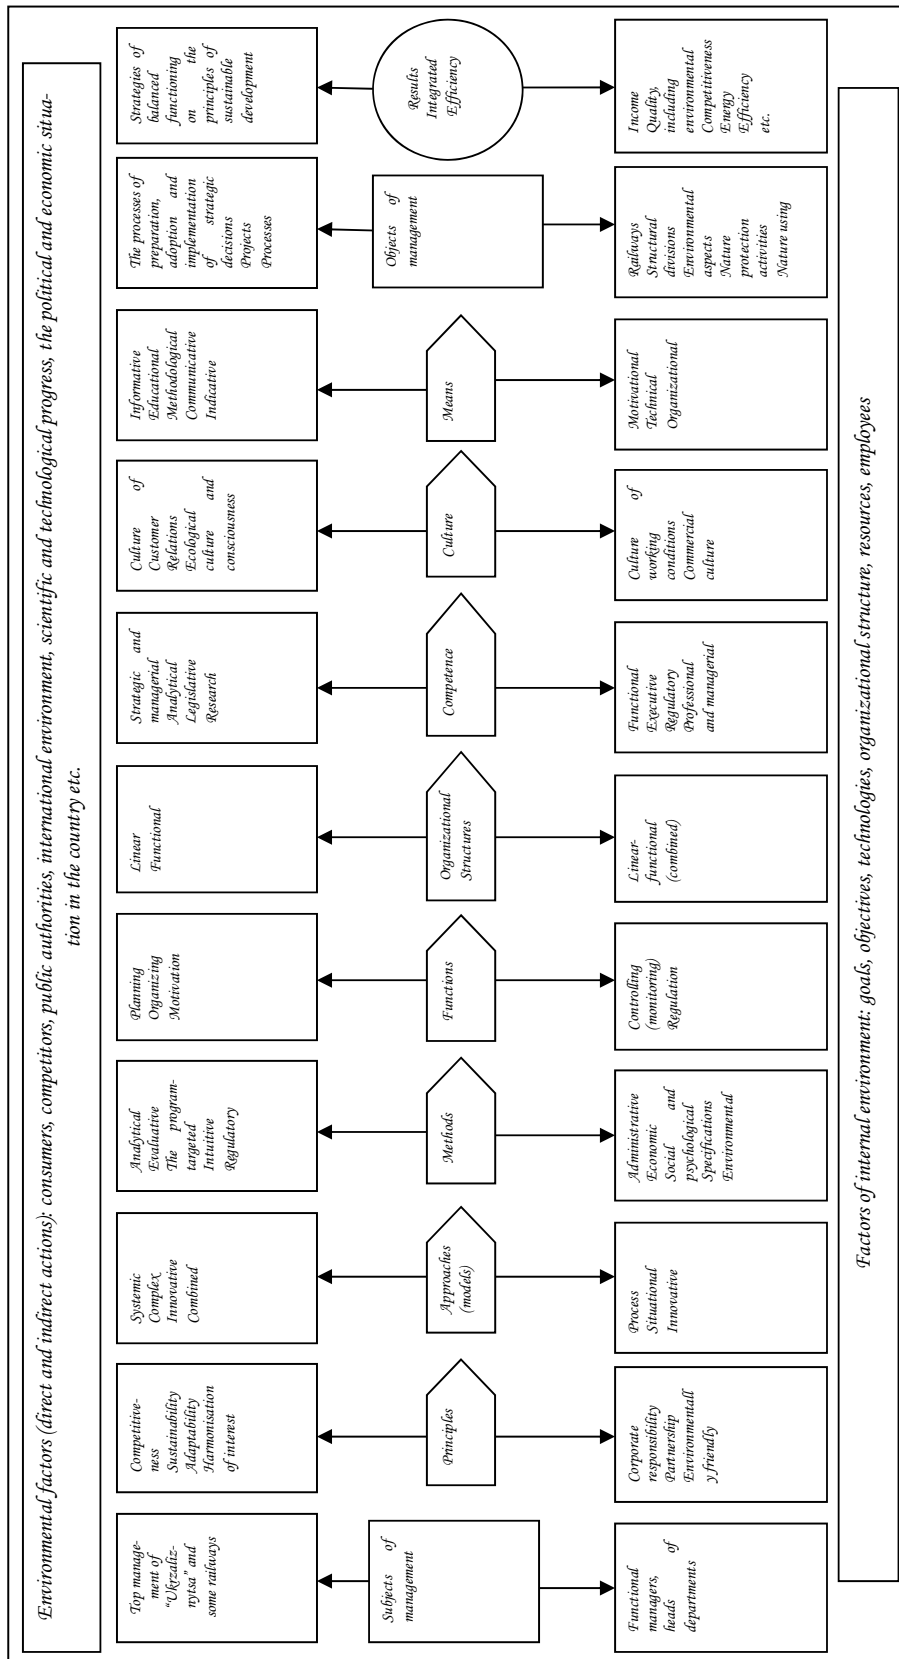 Environmental factors (direct and indirect actions): consumers, competitors, public authorities, international environment, scientific and technological progress, the political and economic situa-
tion in the country etc.
Top manage-
ment of
"Ukrzaliz-
nytsa" and
some railways
Competitive-
ness
Sustainability
Adaptability
Harmonisation
of interest
Systemic
Complex
Innovative
Combined
Analytical
Evaluative
The program-
targeted
Intuitive
Regulatory
Planning
Organizing
Motivation
Linear
Functional
Strategic and
managerial
Analytical
Legislative
Research
Culture of
Customer
Relations
Ecological
culture and
consciousness
Informative
Educational
Methodological
Communicative
Indicative
The processes of
preparation,
adoption and
implementation
of strategic
decisions
Projects
Processes
Strategies of
balanced
functioning
on the
principles of
sustainable
development
Subjects of
management
Principles
Approaches
(models)
Methods
Functions
Organizational
Structures
Competence
Culture
Means
Objects of
management
Results
Integrated
Efficiency
Functional
managers,
heads of
departments
Corporate
responsibility
Partnership
Environmentall
y friendly
Process
Situational
Innovative
Administrative
Economic
Social and
psychological
Specifications
Environmental
Controlling
(monitoring)
Regulation
Linear-
functional
(combined)
Functional
Executive
Regulatory
Professional
and managerial
Culture of
working
conditions
Commercial
culture
Motivational
Technical
Organizational
Railways
Structural
divisions
Environmental
aspects
Nature
protection
activities
Nature using
Income
Quality,
including
environmental
Competitiveness
Energy
Efficiency
etc.
Factors of internal environment: goals, objectives, technologies, organizational structure, resources, employees